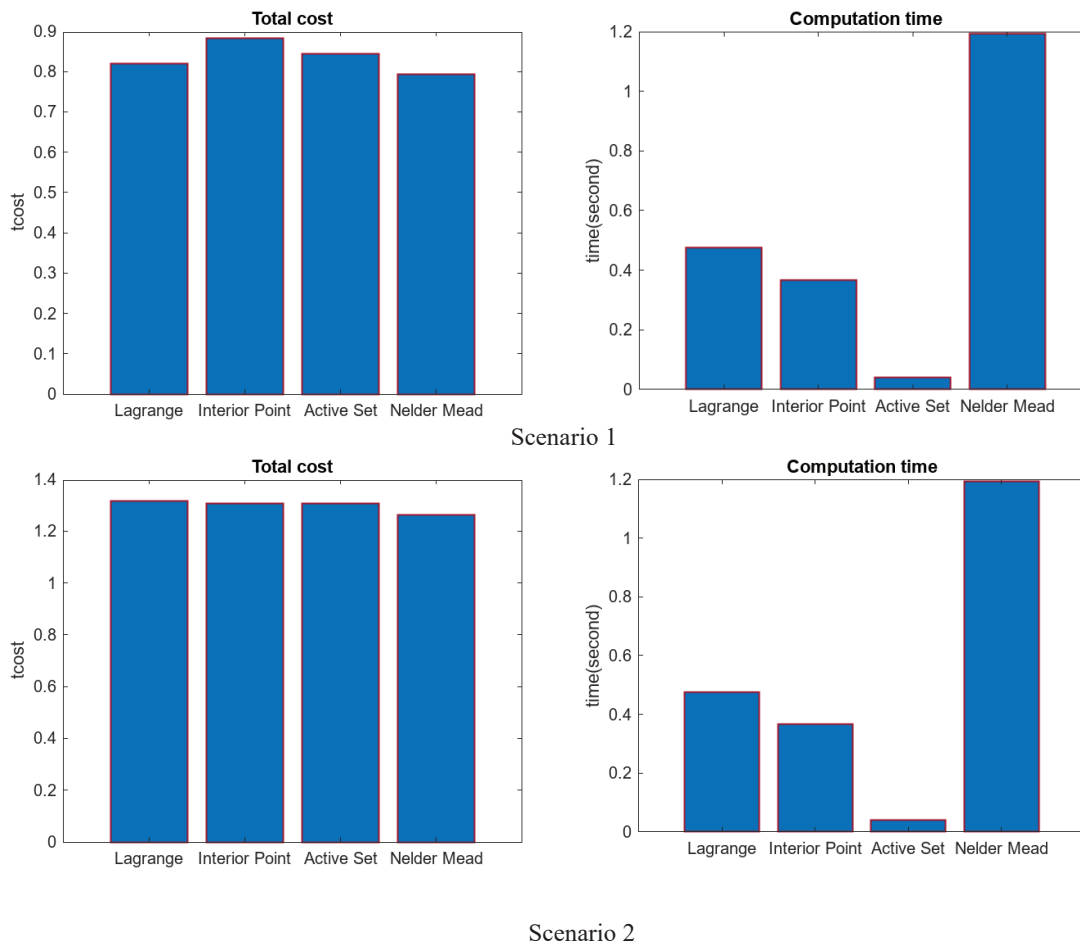 Total cost
0.9
0.8
0.7
0.6
0.5
0.4
0.3
0.2
0.1
0
tcost
Lagrange Interior Point Active Set Nelder Mead
Computation time
1.2
1
0.8
0.6
0.4
0.2
0
time(second)
Lagrange Interior Point Active Set Nelder Mead
Scenario 1
Total cost
1.4
1.2
1
0.8
0.6
0.4
0.2
0
tcost
Lagrange Interior Point Active Set Nelder Mead
Computation time
1.2
1
0.8
0.6
0.4
0.2
0
time(second)
Lagrange Interior Point Active Set Nelder Mead
Scenario 2